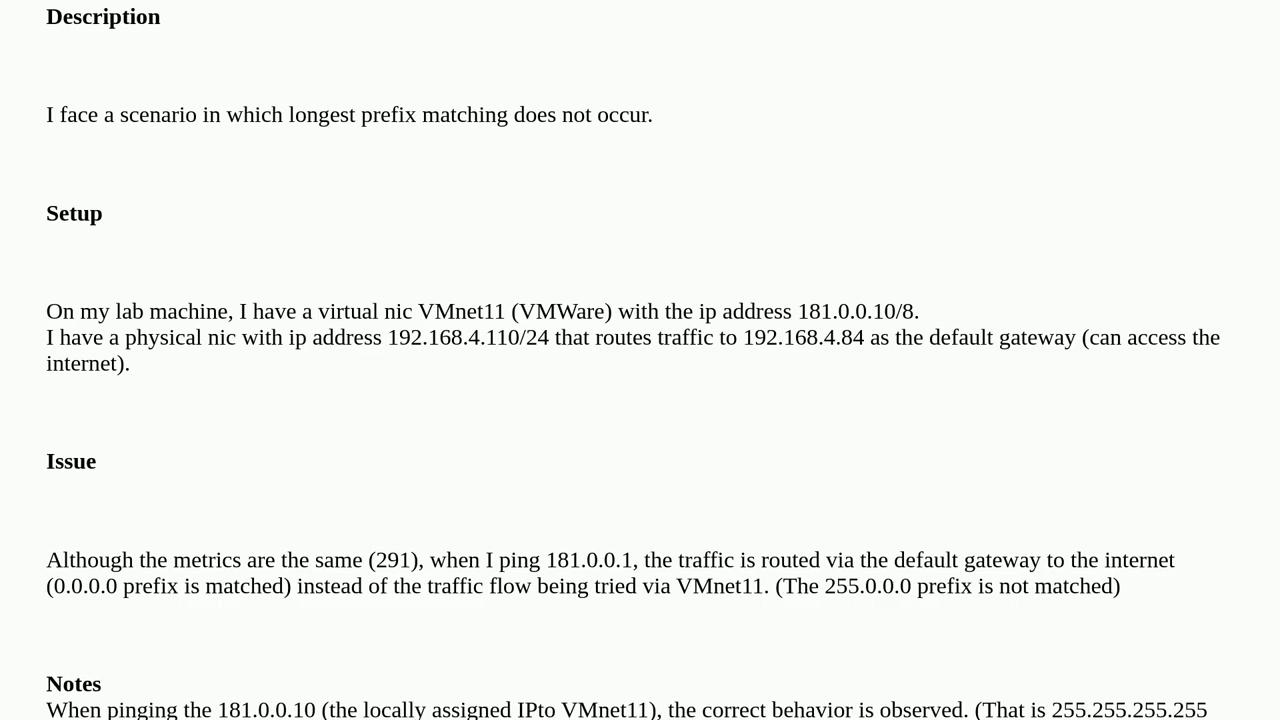 Description
I face a scenario in which longest prefix matching does not occur.
Setup
On my lab machine, I have a virtual nic VMnet11 (VMWare) with the ip address 181.0.0.10/8.
I have a physical nic with ip address 192.168.4.110/24 that routes traffic to 192.168.4.84 as the default gateway (can access the
internet).
Issue
Although the metrics are the same (291), when I ping 181.0.0.1, the traffic is routed via the default gateway to the internet
(0.0.0.0 prefix is matched) instead of the traffic flow being tried via VMnet11. (The 255.0.0.0 prefix is not matched)
Notes
When pinging the 181.0.0.10 (the locally assigned IPto VMnet11), the correct behavior is observed. (That is 255.255.255.255